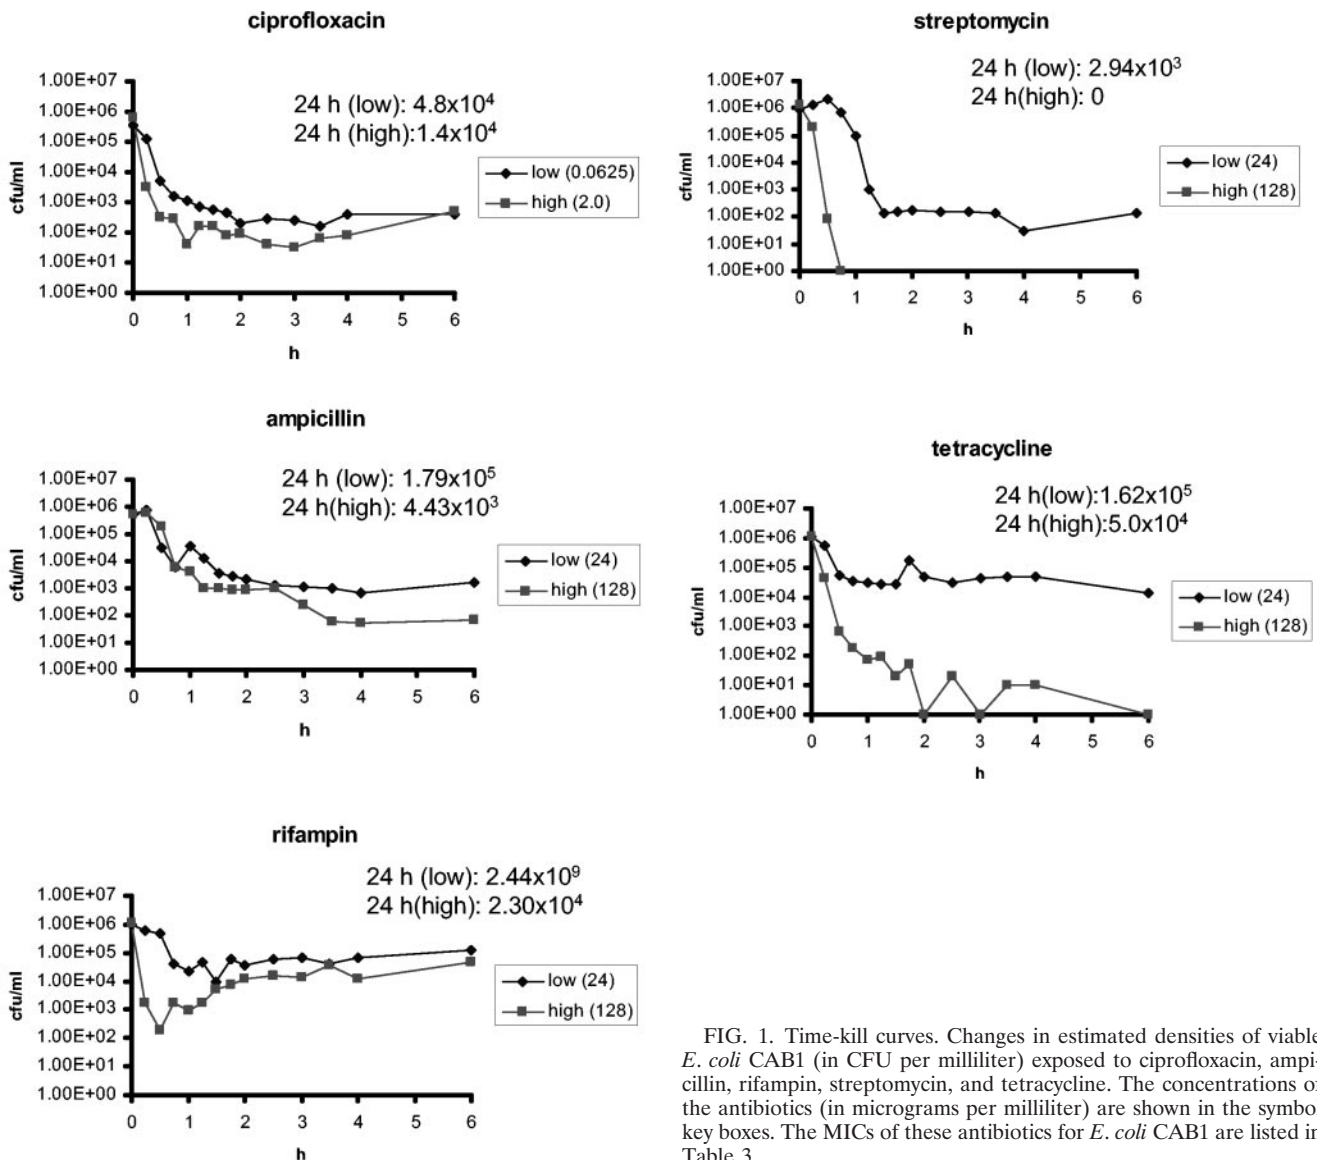 ciprofloxacin
1.00E+07
1.00E+06
1.00E+05
1.00E+04
1.00E+03
1.00E+02
1.00E+01
1.00E+00
cfu/ml
0 1 2 3 4 5 6
h
24 h (low): 4.8x10⁴
24 h (high):1.4x10⁴
low (0.0625)
high (2.0)
streptomycin
1.00E+07
1.00E+06
1.00E+05
1.00E+04
1.00E+03
1.00E+02
1.00E+01
1.00E+00
cfu/ml
0 1 2 3 4 5 6
h
24 h (low): 2.94x10³
24 h(high): 0
low (24)
high (128)
ampicillin
1.00E+07
1.00E+06
1.00E+05
1.00E+04
1.00E+03
1.00E+02
1.00E+01
1.00E+00
cfu/ml
0 1 2 3 4 5 6
h
24 h (low): 1.79x10⁵
24 h(high): 4.43x10³
low (24)
high (128)
tetracycline
1.00E+07
1.00E+06
1.00E+05
1.00E+04
1.00E+03
1.00E+02
1.00E+01
1.00E+00
cfu/ml
0 1 2 3 4 5 6
h
24 h(low):1.62x10⁵
24 h(high):5.0x10⁴
low (24)
high (128)
rifampin
1.00E+07
1.00E+06
1.00E+05
1.00E+04
1.00E+03
1.00E+02
1.00E+01
1.00E+00
cfu/ml
0 1 2 3 4 5 6
h
24 h (low): 2.44x10⁹
24 h(high): 2.30x10⁴
low (24)
high (128)
FIG. 1. Time-kill curves. Changes in estimated densities of viable
E. coli CAB1 (in CFU per milliliter) exposed to ciprofloxacin, ampi-
cillin, rifampin, streptomycin, and tetracycline. The concentrations of
the antibiotics (in micrograms per milliliter) are shown in the symbol
key boxes. The MICs of these antibiotics for E. coli CAB1 are listed in
Table 3.